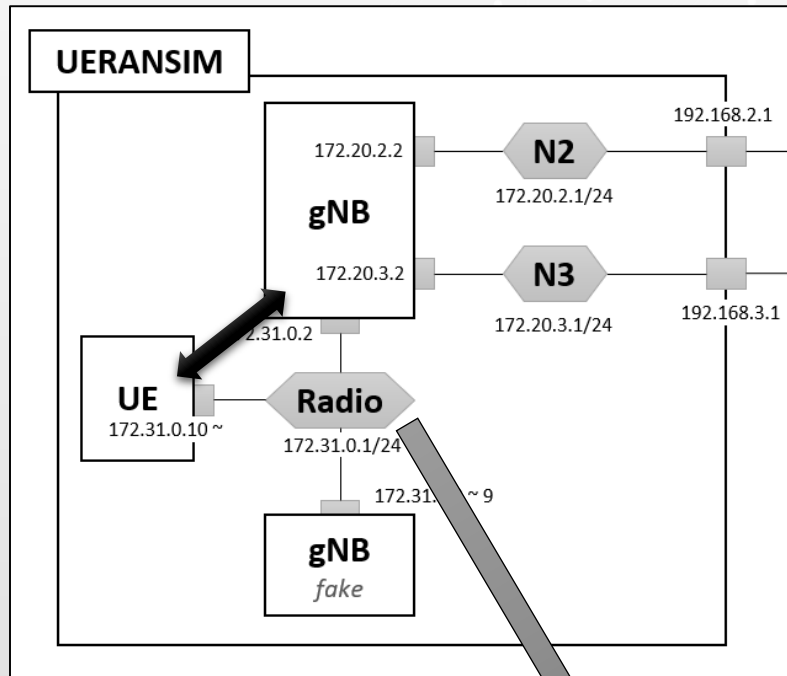 UERANSIM
192.168.2.1
172.20.2.2
N2
172.20.2.1/24
gNB
172.20.3.2
N3
172.20.3.1/24
192.168.3.1
2.31.0.2
UE
172.31.0.10 ~
Radio
172.31.0.1/24
172.31. ~ 9
gNB
fake